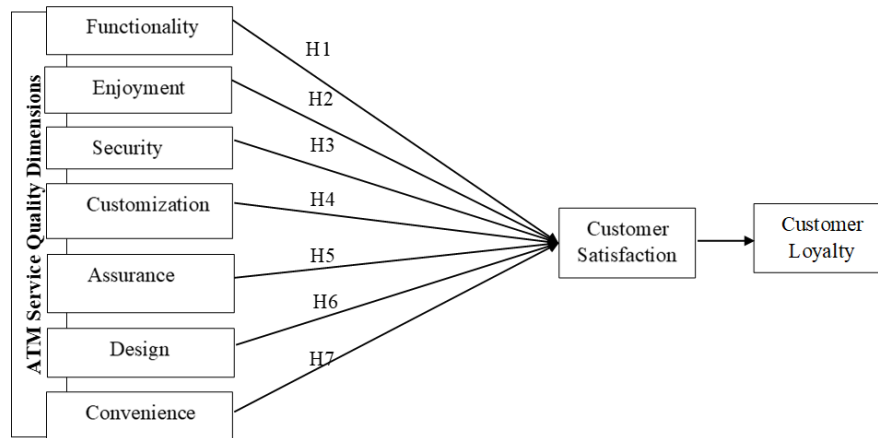 ATM Service Quality Dimensions
Functionality
Enjoyment
Security
Customization
Assurance
Design
Convenience
H1
H2
H3
H4
H5
H6
H7
Customer
Satisfaction
Customer
Loyalty